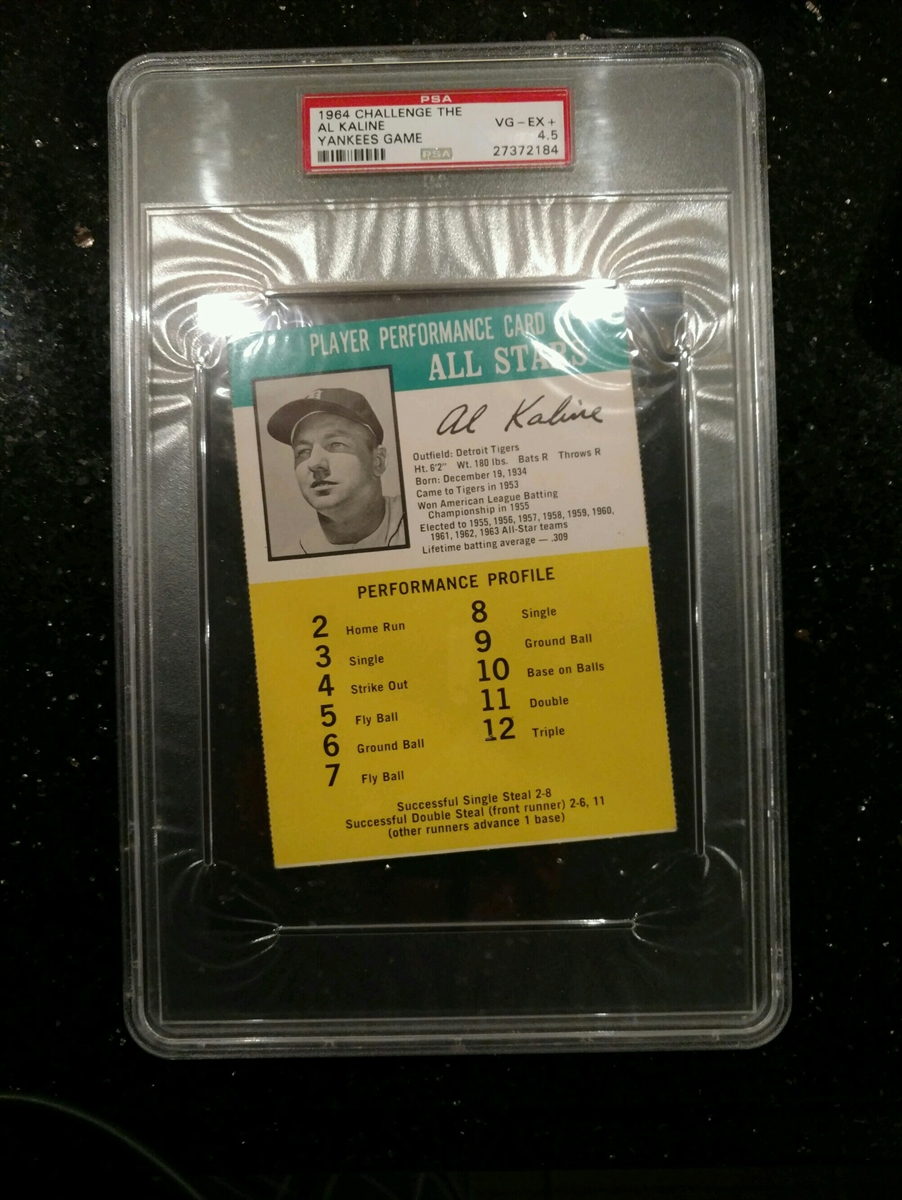 PSA
1964 CHALLENGE THE
AL KALINE
YANKEES GAME
VG - EX +
4.5
27372184
PSA
PLAYER PERFORMANCE CARD
ALL STARS
Al Kaline
Outfield: Detroit Tigers
Ht. 6'2" Wt. 180 lbs. Bats R Throws R
Born: December 19, 1934
Came to Tigers in 1953
Won American League Batting
Championship in 1955
Elected to 1955, 1956, 1957, 1958, 1959, 1960,
1961, 1962, 1963 All-Star teams
Lifetime batting average — .309
PERFORMANCE PROFILE
2 Home Run
3 Single
4 Strike Out
5 Fly Ball
6 Ground Ball
7 Fly Ball
8 Single
9 Ground Ball
10 Base on Balls
11 Double
12 Triple
Successful Single Steal 2-8
Successful Double Steal (front runner) 2-6, 11
(other runners advance 1 base)